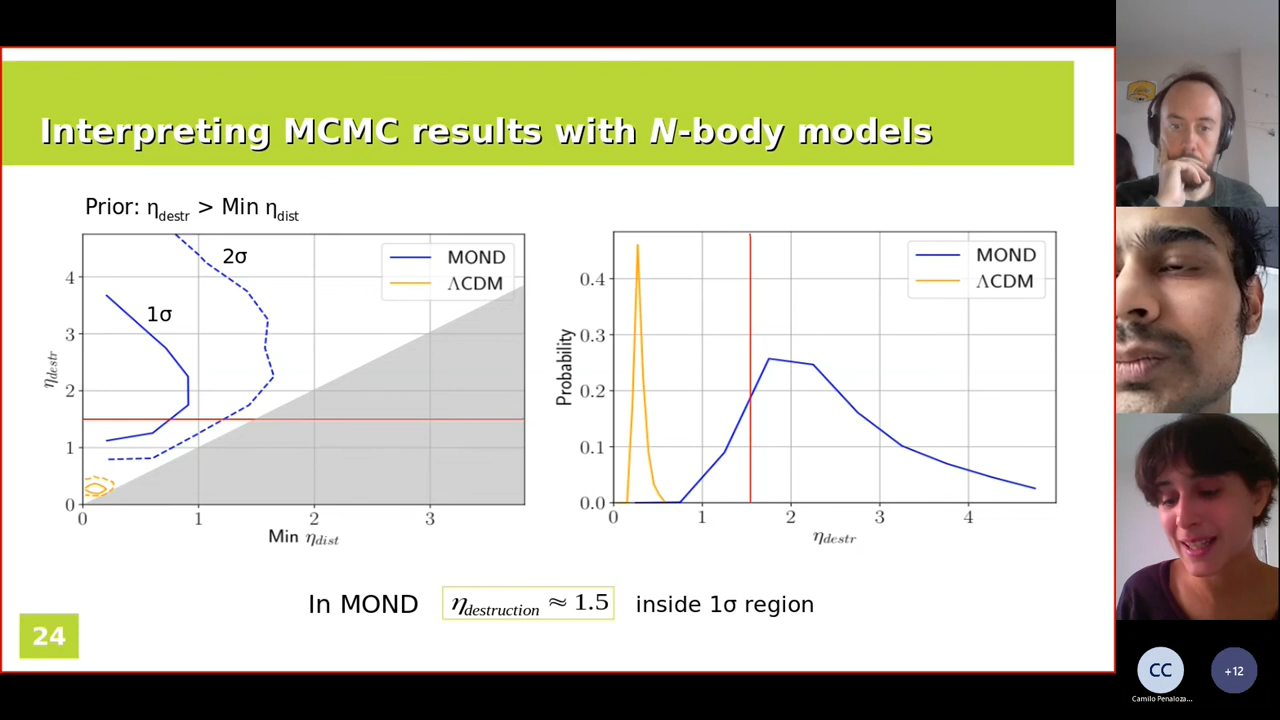 Interpreting MCMC results with N-body models
Prior: ηdestr > Min ηdist
2σ
1σ
MOND
ΛCDM
4
3
2
1
0
ηdestr
0 1 2 3
Min ηdist
MOND
ΛCDM
0.4
0.3
0.2
0.1
0.0
Probability
0 1 2 3 4
ηdestr
In MOND ηdestruction ≈ 1.5 inside 1σ region
24
CC
+12
Camilo Penaloza...